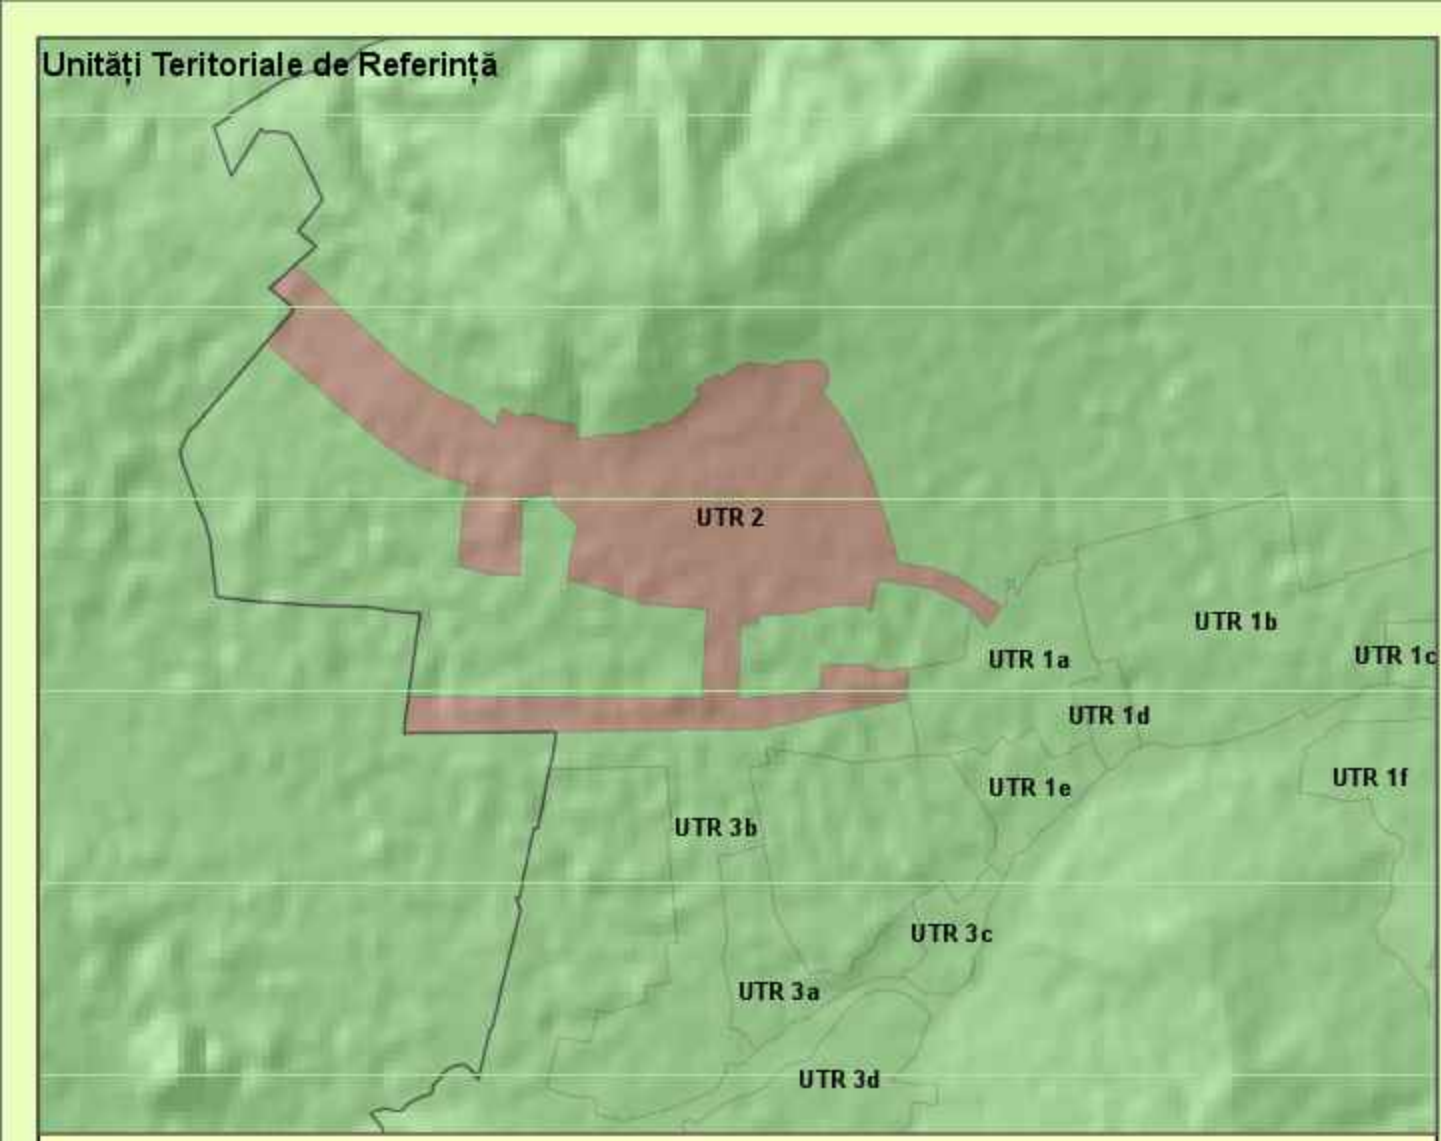 Unități Teritoriale de Referință
UTR 2
UTR 1b
UTR 1a
UTR 1c
UTR 1d
UTR 1f
UTR 1e
UTR 3b
UTR 3c
UTR 3a
UTR 3d